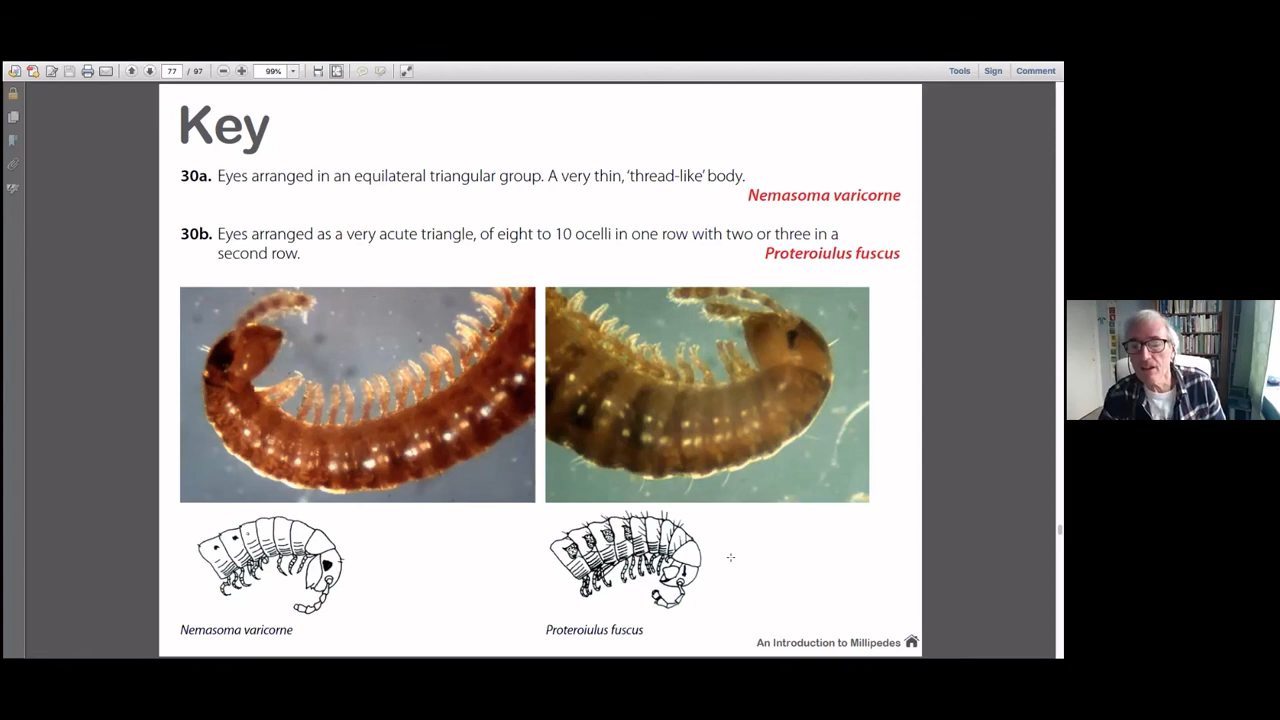 77 / 97 99% Tools Sign Comment
Key
30a. Eyes arranged in an equilateral triangular group. A very thin, ‘thread-like’ body.
Nemasoma varicorne
30b. Eyes arranged as a very acute triangle, of eight to 10 ocelli in one row with two or three in a
second row. Proteroiulus fuscus
Nemasoma varicorne Proteroiulus fuscus
An Introduction to Millipedes